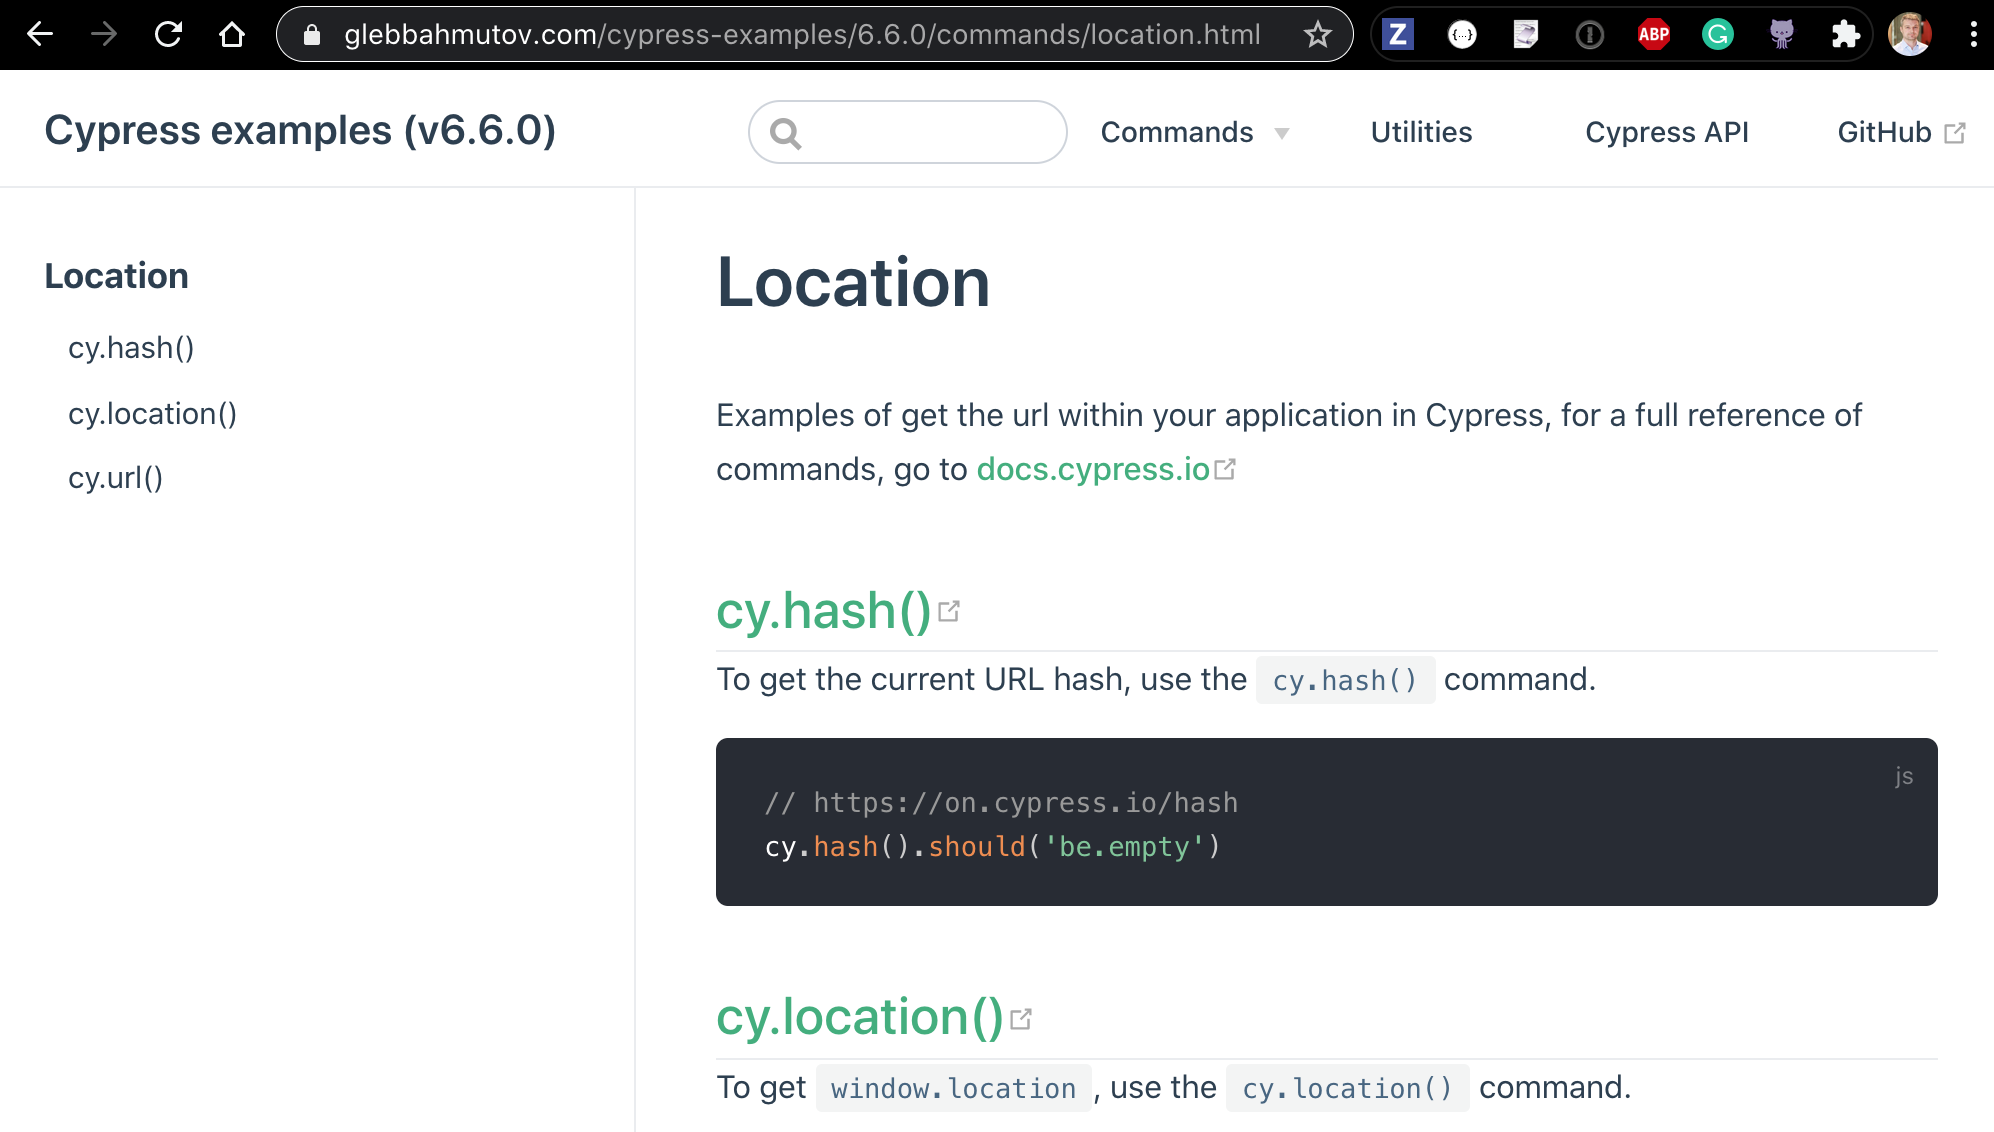 glebbahmutov.com/cypress-examples/6.6.0/commands/location.html
Z
{...}
ABP
G
Cypress examples (v6.6.0)
Commands
Utilities
Cypress API
GitHub
Location
cy.hash()
cy.location()
cy.url()
Location
Examples of get the url within your application in Cypress, for a full reference of
commands, go to docs.cypress.io
cy.hash()
To get the current URL hash, use the cy.hash() command.
js
// https://on.cypress.io/hash
cy.hash().should('be.empty')
cy.location()
To get window.location, use the cy.location() command.